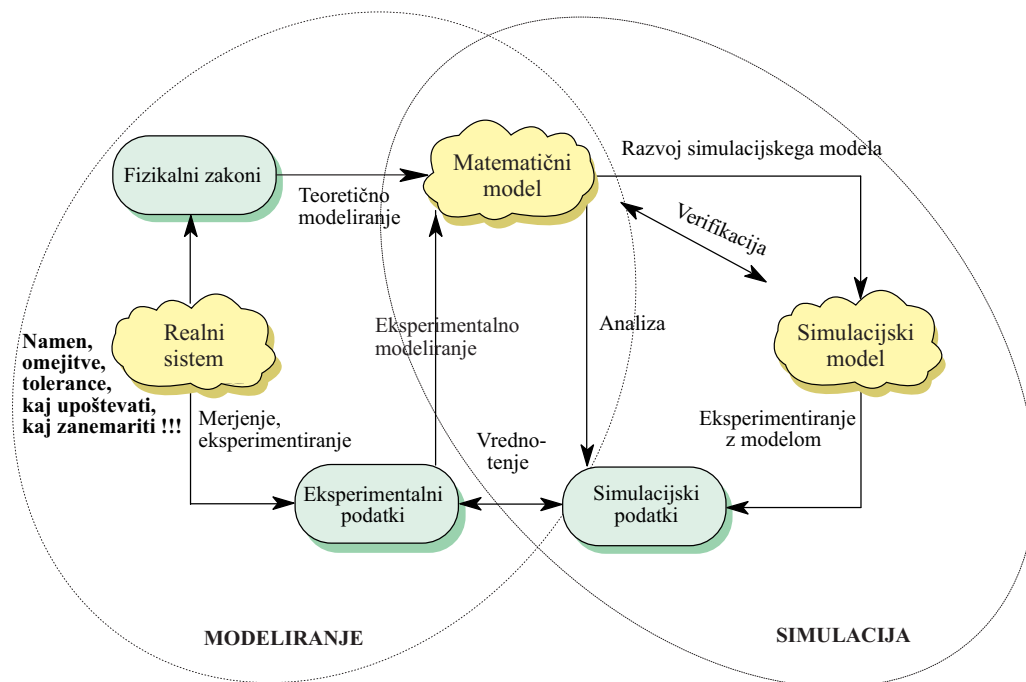 Matematični
model
Razvoj simulacijskega modela
Fizikalni zakoni
Teoretično
modeliranje
Verifikacija
Realni
sistem
Namen,
omejitve,
tolerance,
kaj upoštevati,
kaj zanemariti !!!
Eksperimentalno
modeliranje
Analiza
Simulacijski
model
Merjenje,
eksperimentiranje
Vredno-
tenje
Eksperimentiranje
z modelom
Eksperimentalni
podatki
Simulacijski
podatki
MODELIRANJE
SIMULACIJA